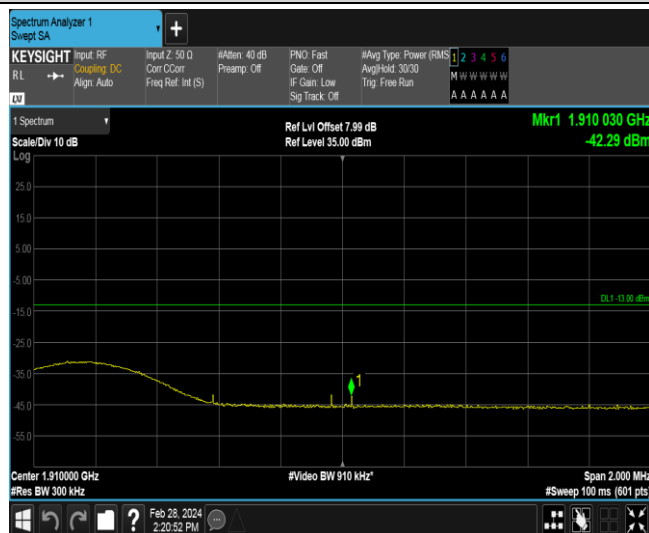 Spectrum Analyzer 1
Swept SA
+
KEYSIGHT Input: RF Input Z: 50 Ω #Atten: 40 dB PNO: Fast #Avg Type: Power (RMS 1 2 3 4 5 6
RL Coupling: DC Corr CCorr Preamp: Off Gate: Off Avg|Hold: 30/30 M W W W W W
Align: Auto Freq Ref: Int (S) IF Gain: Low Trig: Free Run
Sig Track: Off A A A A A A
LXI
1 Spectrum Ref Lvl Offset 7.99 dB Mkr1 1.910 030 GHz
Scale/Div 10 dB Ref Level 35.00 dBm -42.29 dBm
Log
25.0
15.0
5.00
-5.00
DL1 -13.00 dBm
-15.0
-25.0
-35.0
1
-45.0
-55.0
Center 1.910000 GHz #Video BW 910 kHz* Span 2.000 MHz
#Res BW 300 kHz #Sweep 100 ms (601 pts)
? Feb 28, 2024
2:20:52 PM